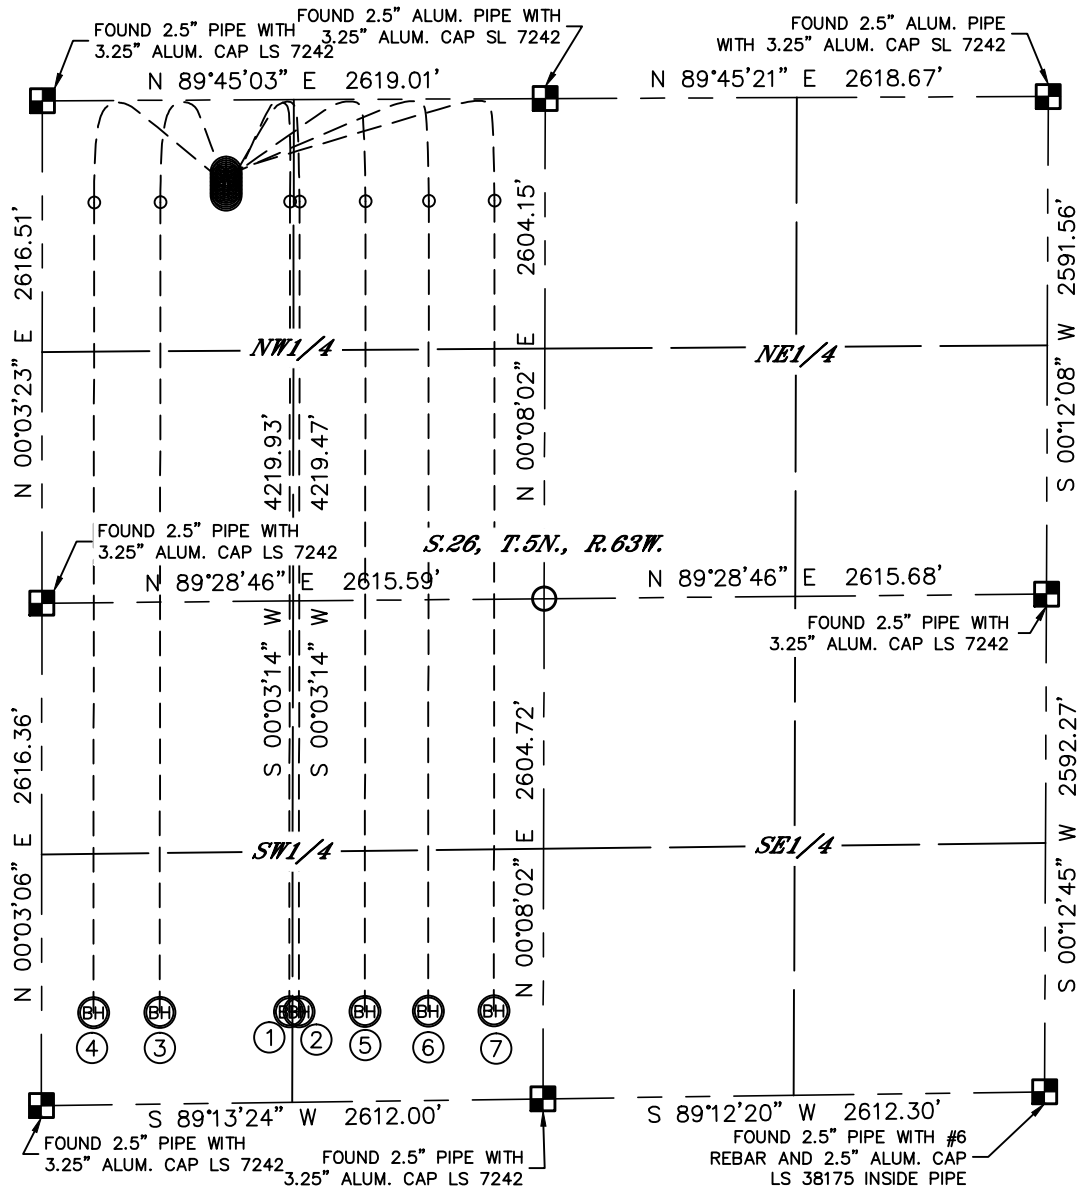 FOUND 2.5" PIPE WITH
3.25" ALUM. CAP LS 7242
FOUND 2.5" ALUM. PIPE WITH
3.25" ALUM. CAP SL 7242
FOUND 2.5" ALUM. PIPE
WITH 3.25" ALUM. CAP SL 7242
N 89°45'03" E 2619.01'
N 89°45'21" E 2618.67'
N 00°03'23" E 2616.51'
N 00°08'02" E 2604.15'
S 00°12'08" W 2591.56'
NW1/4
NE1/4
S 00°03'14" W 4219.93'
S 00°03'14" W 4219.47'
FOUND 2.5" PIPE WITH
3.25" ALUM. CAP LS 7242
S.26, T.5N., R.63W.
N 89°28'46" E 2615.59'
N 89°28'46" E 2615.68'
FOUND 2.5" PIPE WITH
3.25" ALUM. CAP LS 7242
N 00°03'06" E 2616.36'
N 00°08'02" E 2604.72'
S 00°12'45" W 2592.27'
SW1/4
SE1/4
BH BH BH BH BH BH BH
4 3 1 2 5 6 7
S 89°13'24" W 2612.00'
S 89°12'20" W 2612.30'
FOUND 2.5" PIPE WITH
3.25" ALUM. CAP LS 7242
FOUND 2.5" PIPE WITH
3.25" ALUM. CAP LS 7242
FOUND 2.5" PIPE WITH #6
REBAR AND 2.5" ALUM. CAP
LS 38175 INSIDE PIPE